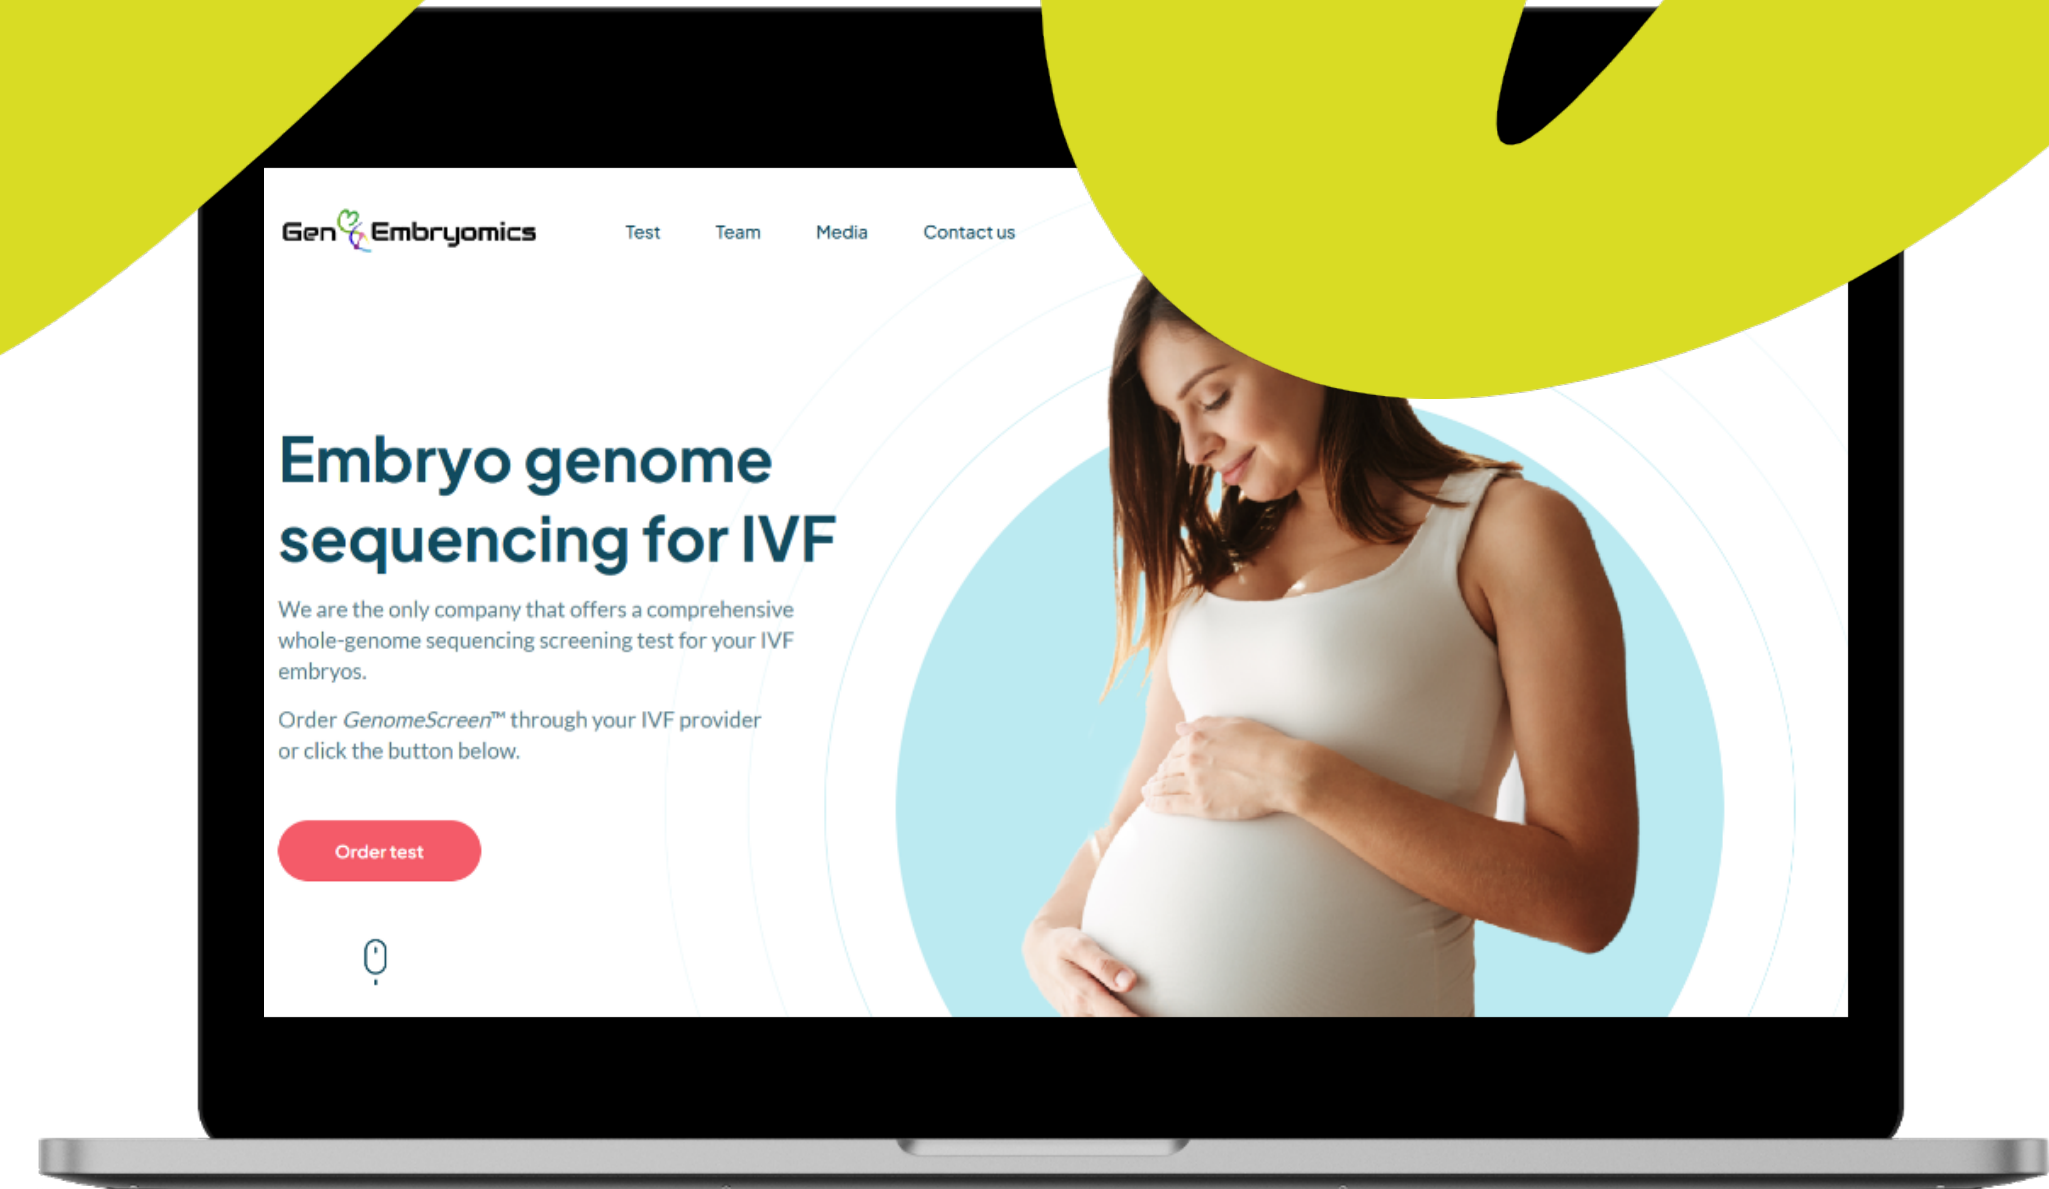 Gen Embryomics
Test
Team
Media
Contact us
Embryo genome
sequencing for IVF
We are the only company that offers a comprehensive
whole-genome sequencing screening test for your IVF
embryos.
Order GenomeScreen™ through your IVF provider
or click the button below.
Order test